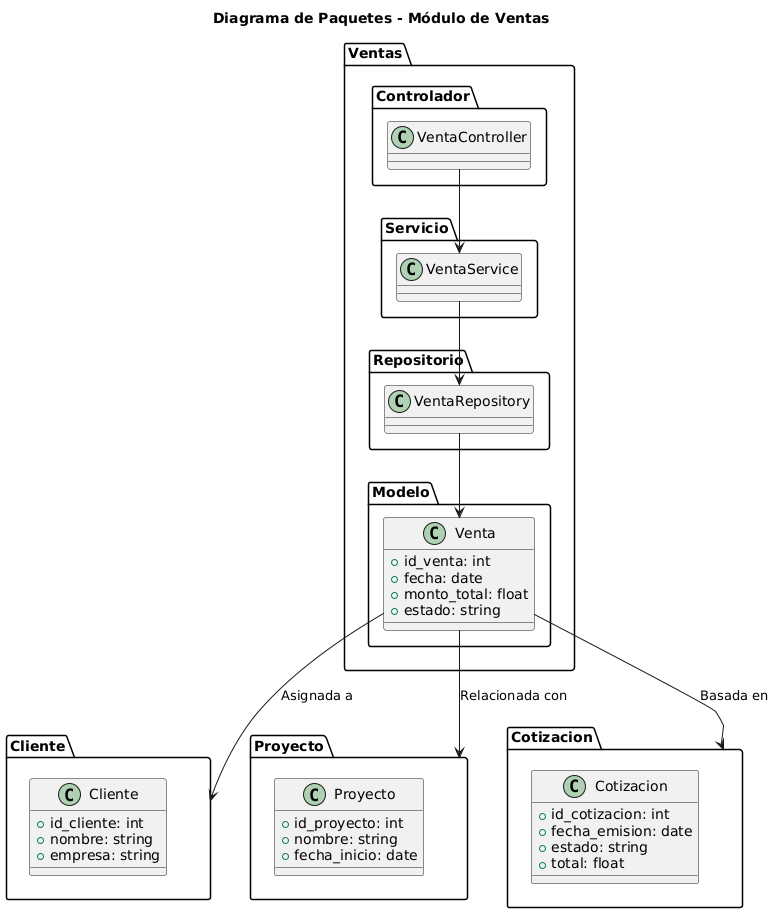 Diagrama de Paquetes - Módulo de Ventas
Ventas
Controlador
C VentaController
Servicio
C VentaService
Repositorio
C VentaRepository
Modelo
C Venta
id_venta: int
fecha: date
monto_total: float
estado: string
Asignada a
Relacionada con
Basada en
Cliente
C Cliente
id_cliente: int
nombre: string
empresa: string
Proyecto
C Proyecto
id_proyecto: int
nombre: string
fecha_inicio: date
Cotizacion
C Cotizacion
id_cotizacion: int
fecha_emision: date
estado: string
total: float